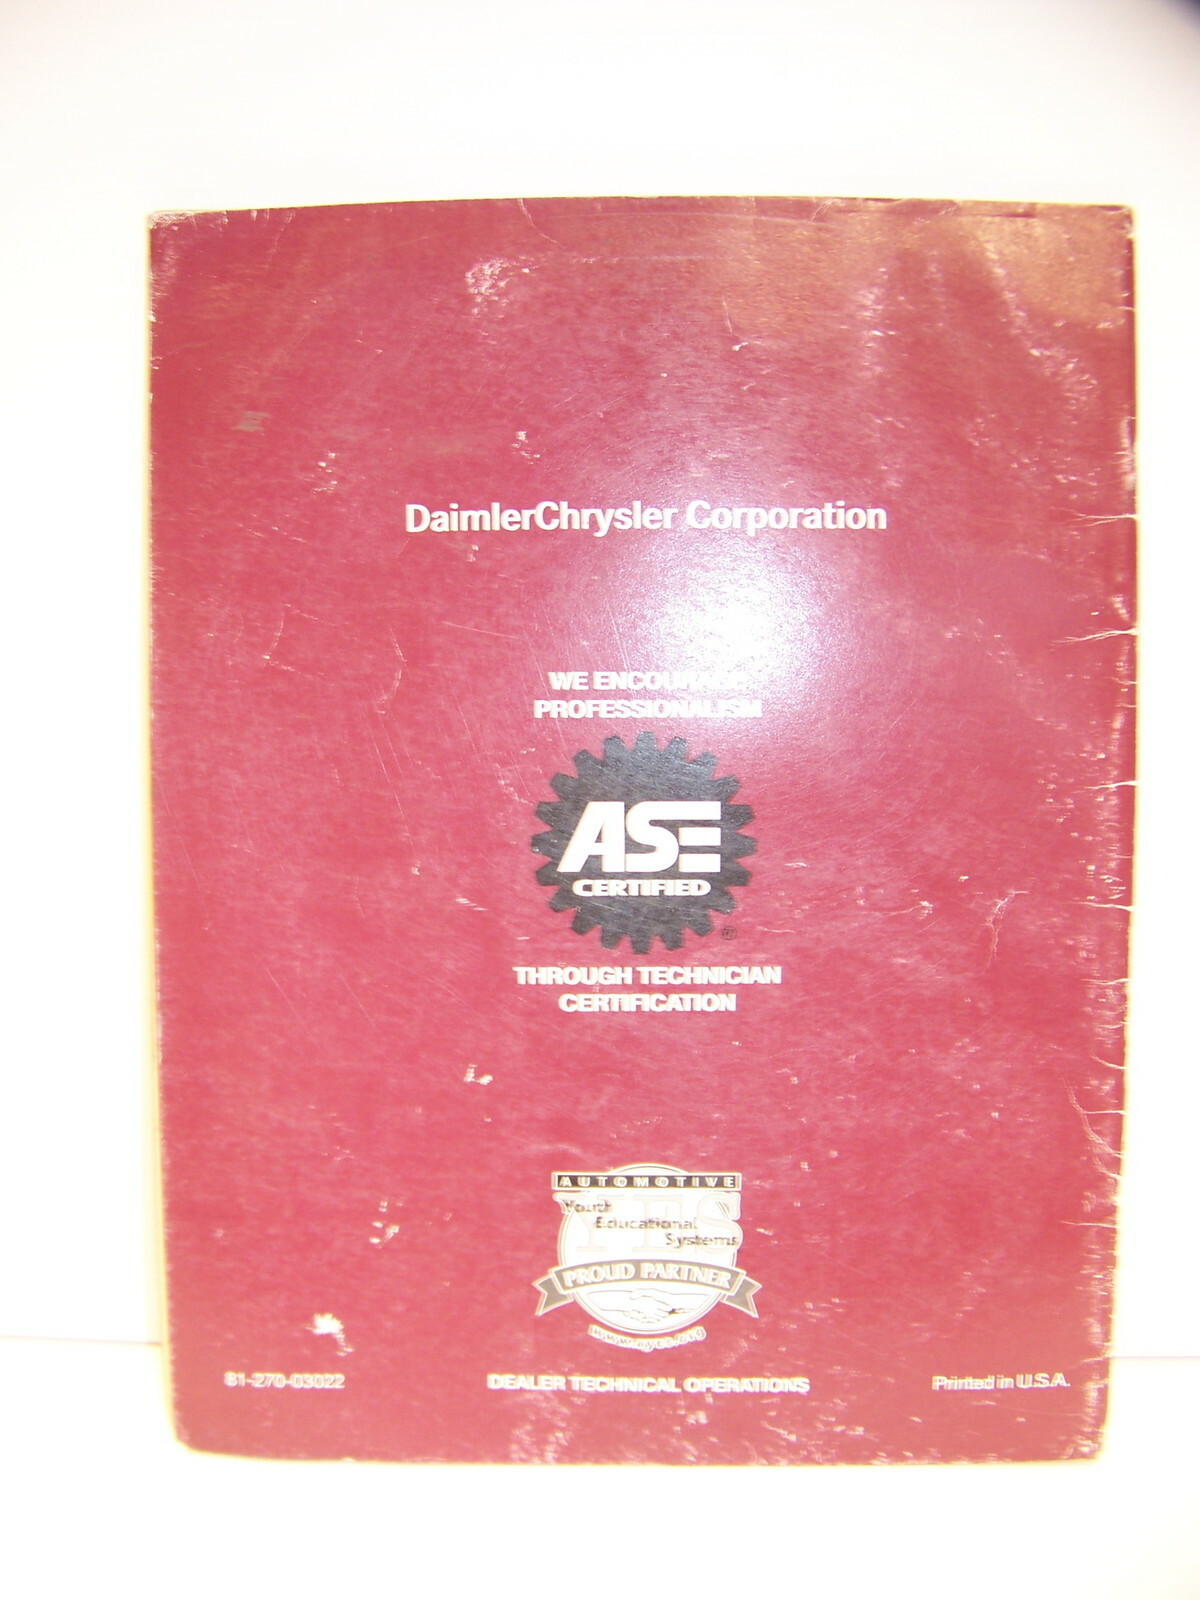 DaimlerChrysler Corporation
WE ENCOURAGE
PROFESSIONALISM
ASE
CERTIFIED
®
THROUGH TECHNICIAN
CERTIFICATION
AUTOMOTIVE
YES
Youth
Educational
Systems
PROUD PARTNER
81-270-03022
DEALER TECHNICAL OPERATIONS
Printed in U.S.A.